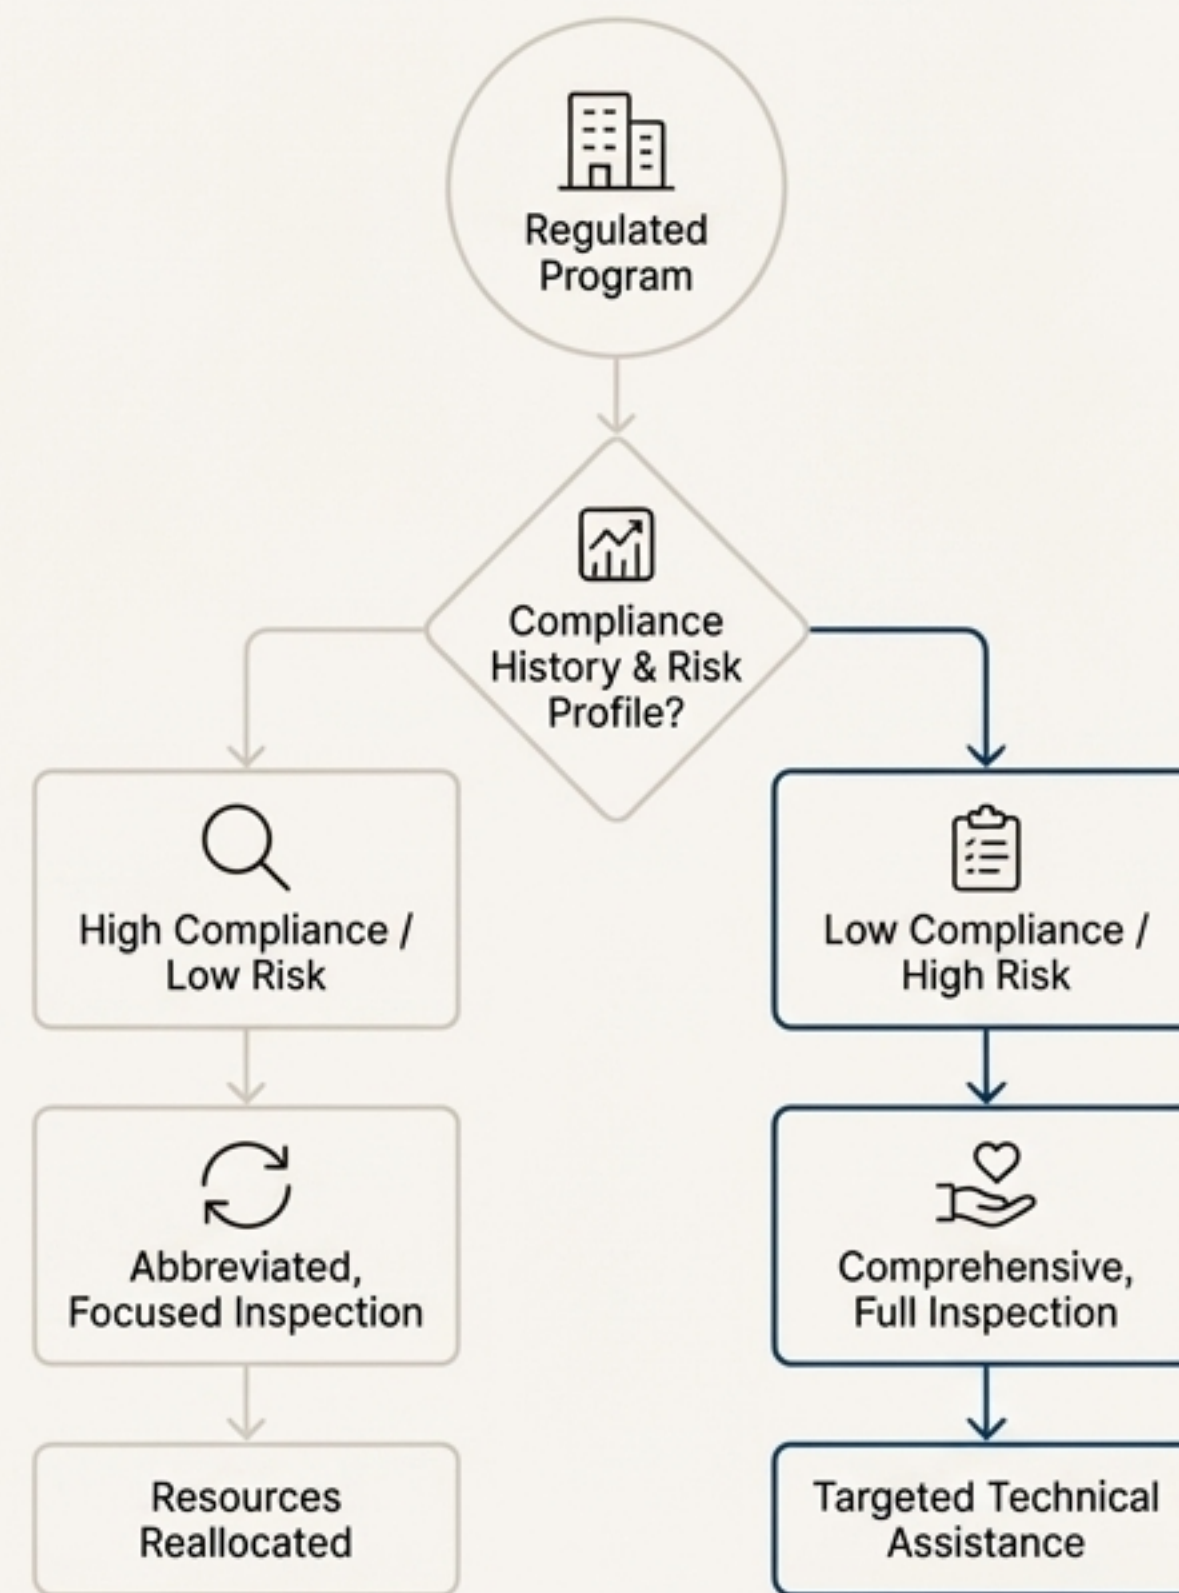 Regulated
Program
Compliance
History & Risk
Profile?
High Compliance /
Low Risk
Low Compliance /
High Risk
Abbreviated,
Focused Inspection
Comprehensive,
Full Inspection
Resources
Reallocated
Targeted Technical
Assistance